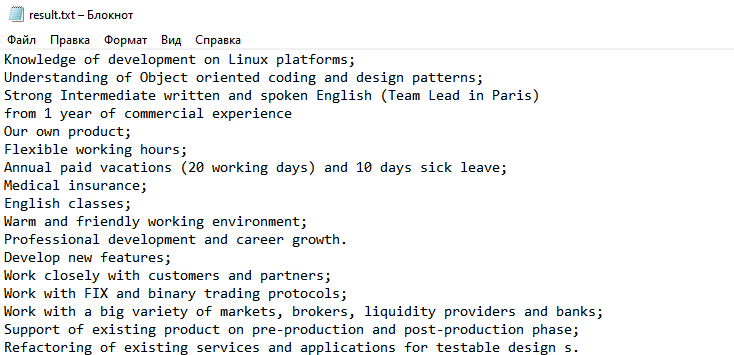 result.txt – Блокнот
Файл Правка Формат Вид Справка
Knowledge of development on Linux platforms;
Understanding of Object oriented coding and design patterns;
Strong Intermediate written and spoken English (Team Lead in Paris)
from 1 year of commercial experience
Our own product;
Flexible working hours;
Annual paid vacations (20 working days) and 10 days sick leave;
Medical insurance;
English classes;
Warm and friendly working environment;
Professional development and career growth.
Develop new features;
Work closely with customers and partners;
Work with FIX and binary trading protocols;
Work with a big variety of markets, brokers, liquidity providers and banks;
Support of existing product on pre-production and post-production phase;
Refactoring of existing services and applications for testable design s.